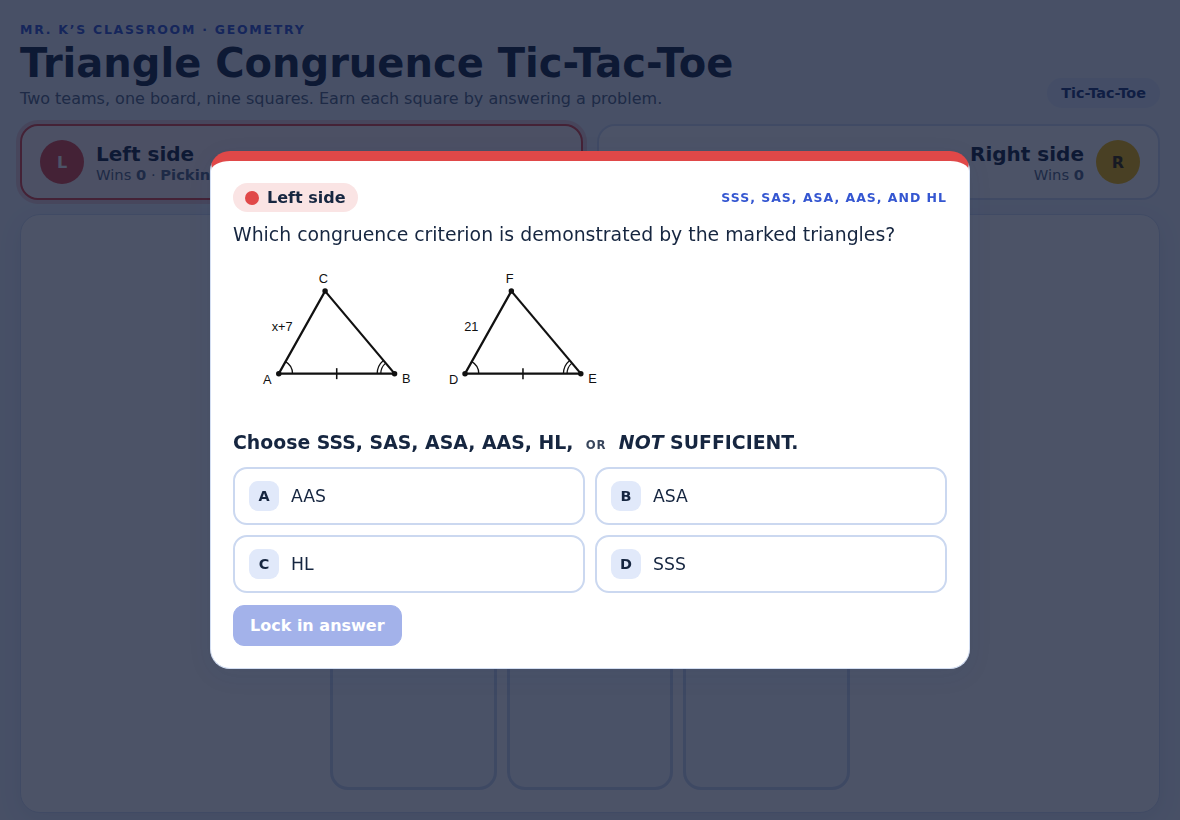 MR. K'S CLASSROOM · GEOMETRY
Triangle Congruence Tic-Tac-Toe
Two teams, one board, nine squares. Earn each square by answering a problem.
Tic-Tac-Toe
L
Left side
Wins 0 · Pickin
Right side
Wins 0
R
Left side
SSS, SAS, ASA, AAS, AND HL
Which congruence criterion is demonstrated by the marked triangles?
C
F
x+7
21
A
B
D
E
Choose SSS, SAS, ASA, AAS, HL, OR NOT SUFFICIENT.
A AAS
B ASA
C HL
D SSS
Lock in answer